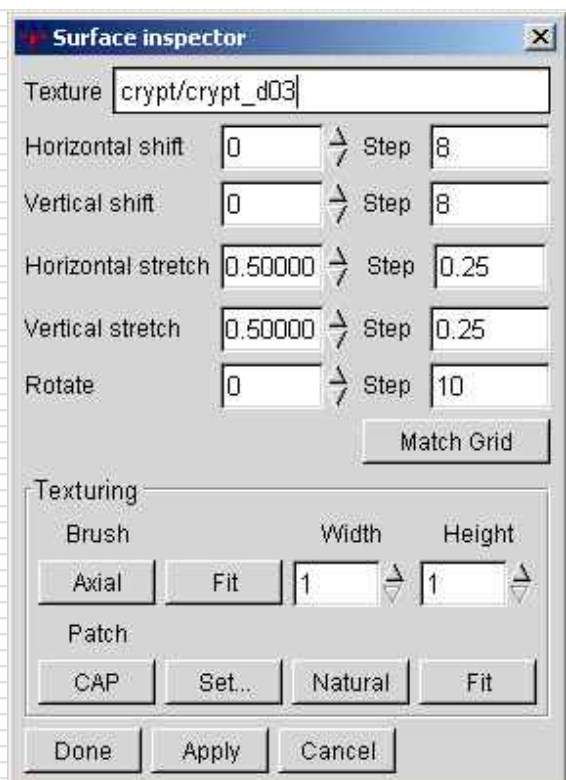 Surface inspector
Texture crypt/crypt_d03
Horizontal shift 0 Step 8
Vertical shift 0 Step 8
Horizontal stretch 0.50000 Step 0.25
Vertical stretch 0.50000 Step 0.25
Rotate 0 Step 10
Match Grid
Texturing
Brush Width Height
Axial Fit 1 1
Patch
CAP Set... Natural Fit
Done Apply Cancel